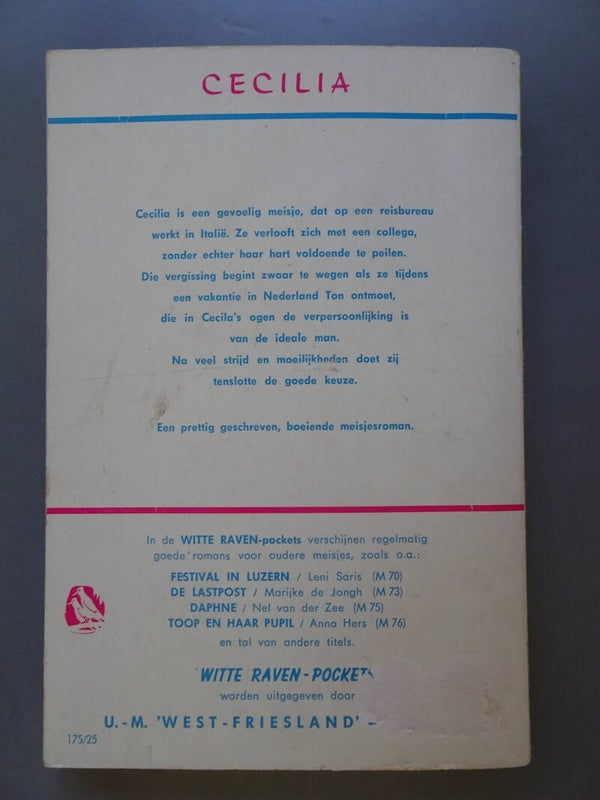 CECILIA
Cecilia is een gevoelig meisje, dat op een reisbureau
werkt in Italië. Ze verlooft zich met een collega,
zonder echter haar hart voldoende te peilen.
Die vergissing begint zwaar te wegen als ze tijdens
een vakantie in Nederland Ton ontmoet,
die in Cecila's ogen de verpersoonlijking is
van de ideale man.
Na veel strijd en moeilijkheden doet zij
tenslotte de goede keuze.
Een prettig geschreven, boeiende meisjesroman.
In de WITTE RAVEN-pockets verschijnen regelmatig
goede romans voor oudere meisjes, zoals o.a.:
FESTIVAL IN LUZERN / Leni Saris (M 70)
DE LASTPOST / Marijke de Jongh (M 73)
DAPHNE / Nel van der Zee (M 75)
TOOP EN HAAR PUPIL / Anna Hers (M 76)
en tal van andere titels.
WITTE RAVEN-POCKETS
worden uitgegeven door
U.-M. 'WEST-FRIESLAND' –
175/25